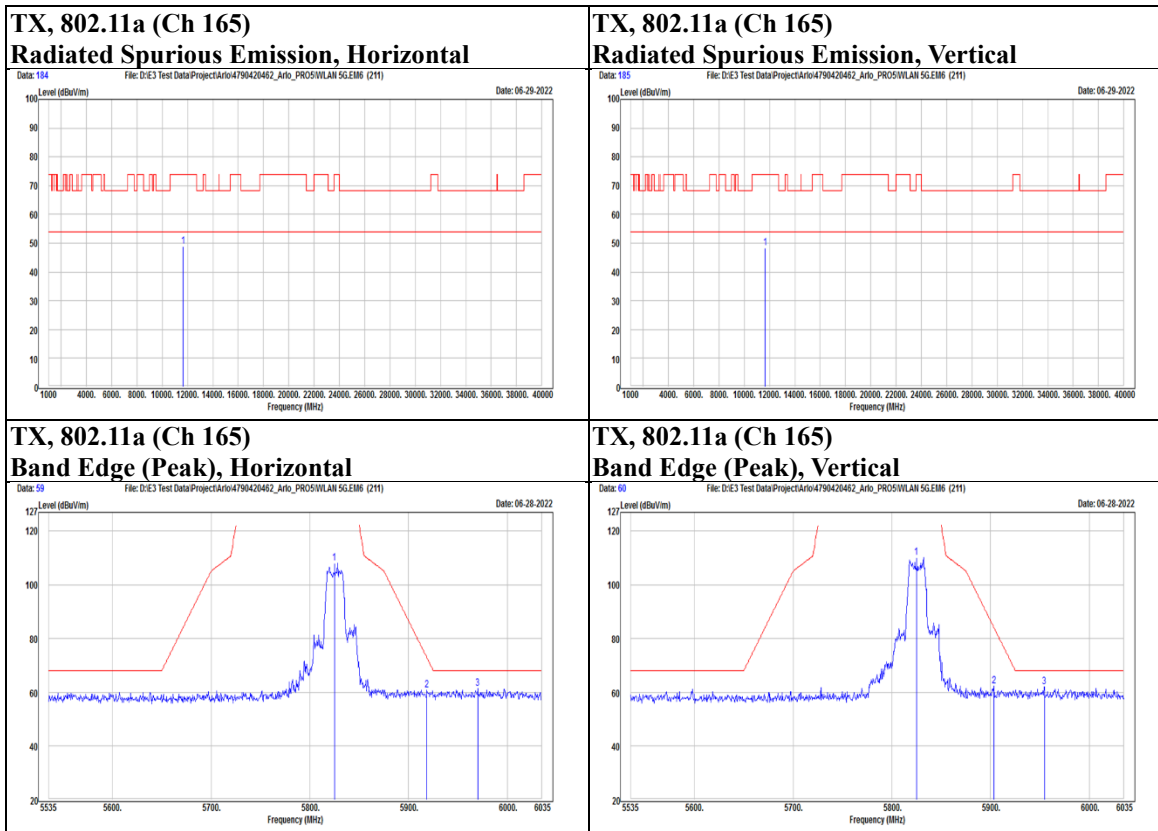 TX, 802.11a (Ch 165)
Radiated Spurious Emission, Horizontal
Data: 184 File: D:\E3 Test Data\Project\Arlo\4790420462_Arlo_PRO5\WLAN 5G.EM6 (211)
Level (dBuV/m) Date: 06-29-2022
100
90
80
70
60
50
40
30
20
10
0
1
1000 4000. 6000. 8000. 10000. 12000. 14000. 16000. 18000. 20000. 22000. 24000. 26000. 28000. 30000. 32000. 34000. 36000. 38000. 40000
Frequency (MHz)
TX, 802.11a (Ch 165)
Radiated Spurious Emission, Vertical
Data: 185 File: D:\E3 Test Data\Project\Arlo\4790420462_Arlo_PRO5\WLAN 5G.EM6 (211)
Level (dBuV/m) Date: 06-29-2022
100
90
80
70
60
50
40
30
20
10
0
1
1000 4000. 6000. 8000. 10000. 12000. 14000. 16000. 18000. 20000. 22000. 24000. 26000. 28000. 30000. 32000. 34000. 36000. 38000. 40000
Frequency (MHz)
TX, 802.11a (Ch 165)
Band Edge (Peak), Horizontal
Data: 59 File: D:\E3 Test Data\Project\Arlo\4790420462_Arlo_PRO5\WLAN 5G.EM6 (211)
Level (dBuV/m) Date: 06-28-2022
127
120
100
80
60
40
20
1
2 3
5535 5600. 5700. 5800. 5900. 6000. 6035
Frequency (MHz)
TX, 802.11a (Ch 165)
Band Edge (Peak), Vertical
Data: 60 File: D:\E3 Test Data\Project\Arlo\4790420462_Arlo_PRO5\WLAN 5G.EM6 (211)
Level (dBuV/m) Date: 06-28-2022
127
120
100
80
60
40
20
1
2 3
5535 5600. 5700. 5800. 5900. 6000. 6035
Frequency (MHz)